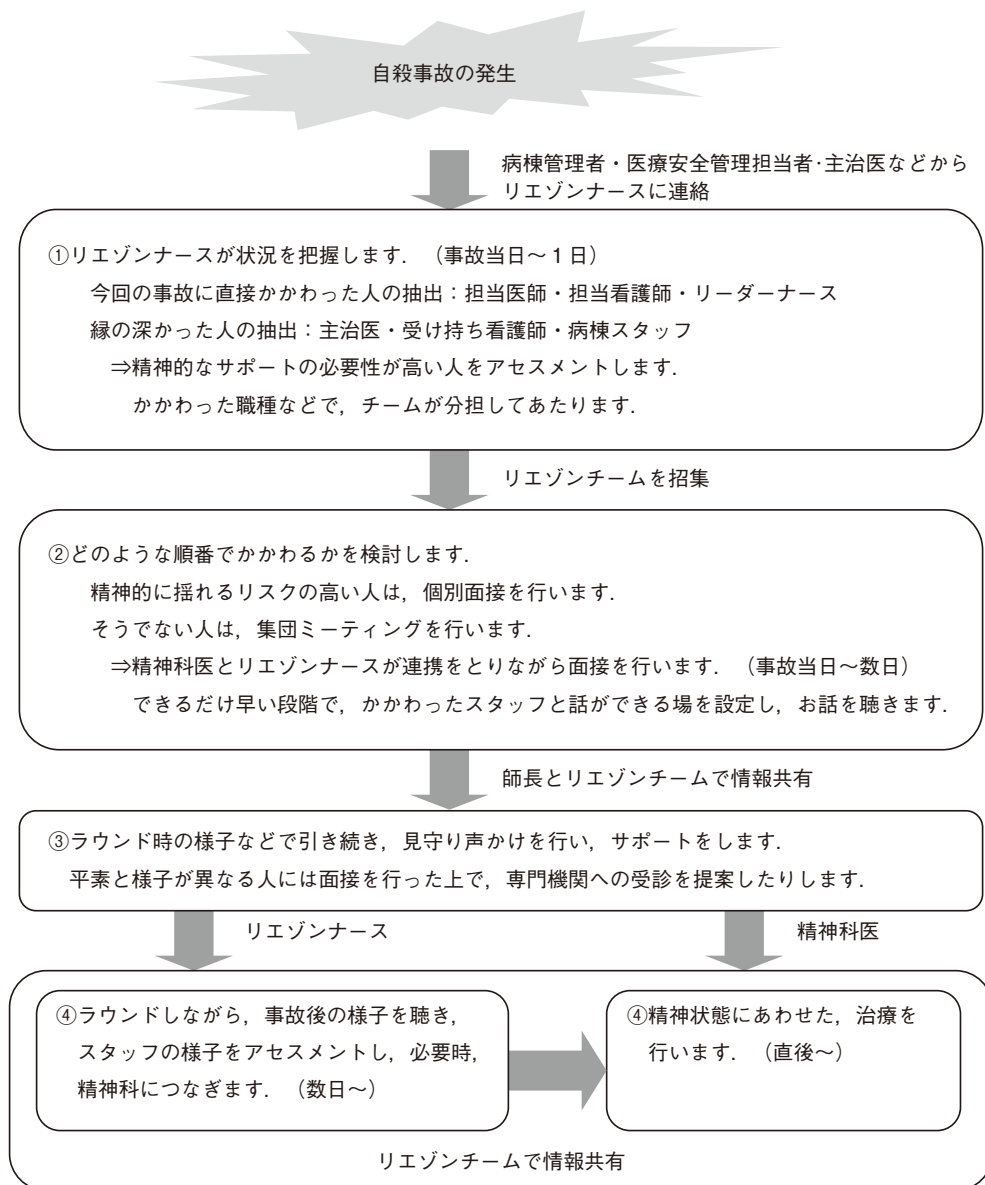 自殺事故の発生
病棟管理者・医療安全管理担当者・主治医などから
リエゾンナースに連絡
①リエゾンナースが状況を把握します．（事故当日～1日）
今回の事故に直接かかわった人の抽出：担当医師・担当看護師・リーダーナース
縁の深かった人の抽出：主治医・受け持ち看護師・病棟スタッフ
⇒精神的なサポートの必要性が高い人をアセスメントします．
かかわった職種などで，チームが分担してあたります．
リエゾンチームを招集
②どのような順番でかかわるかを検討します．
精神的に揺れるリスクの高い人は，個別面接を行います．
そうでない人は，集団ミーティングを行います．
⇒精神科医とリエゾンナースが連携をとりながら面接を行います．（事故当日～数日）
できるだけ早い段階で，かかわったスタッフと話ができる場を設定し，お話を聴きます．
師長とリエゾンチームで情報共有
③ラウンド時の様子などで引き続き，見守り声かけを行い，サポートをします．
平素と様子が異なる人には面接を行った上で，専門機関への受診を提案したりします．
リエゾンナース
精神科医
④ラウンドしながら，事故後の様子を聴き，
スタッフの様子をアセスメントし，必要時，
精神科につなぎます．（数日～）
④精神状態にあわせた，治療を
行います．（直後～）
リエゾンチームで情報共有